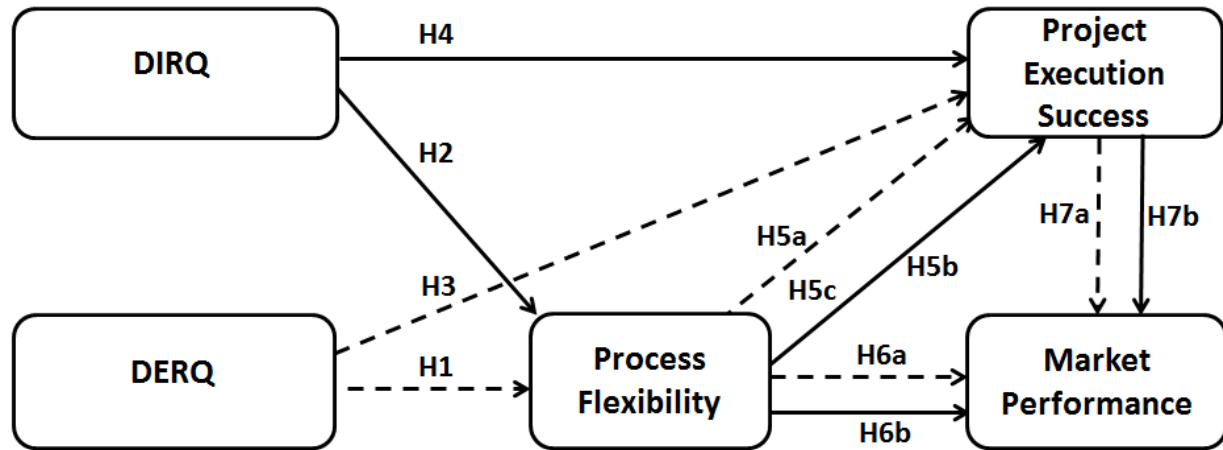 DIRQ
H4
Project
Execution
Success
H2
H7a
H7b
H5a
H5b
H5c
H3
DERQ
H1
Process
Flexibility
H6a
H6b
Market
Performance